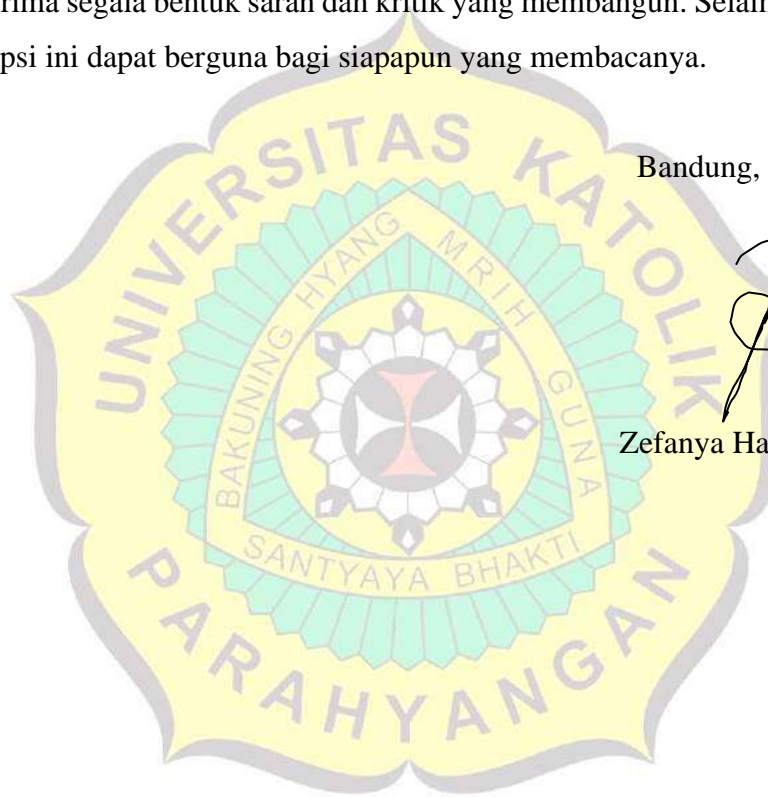 rima segala bentuk saran dan kritik yang membangun. Selain
psi ini dapat berguna bagi siapapun yang membacanya.
Bandung,
Zefanya Ha
UNIVERSITAS KATOLIK
PARAHYANGAN
BAKUNING HYANG MRIH GUNA
SANTYAYA BHAKTI